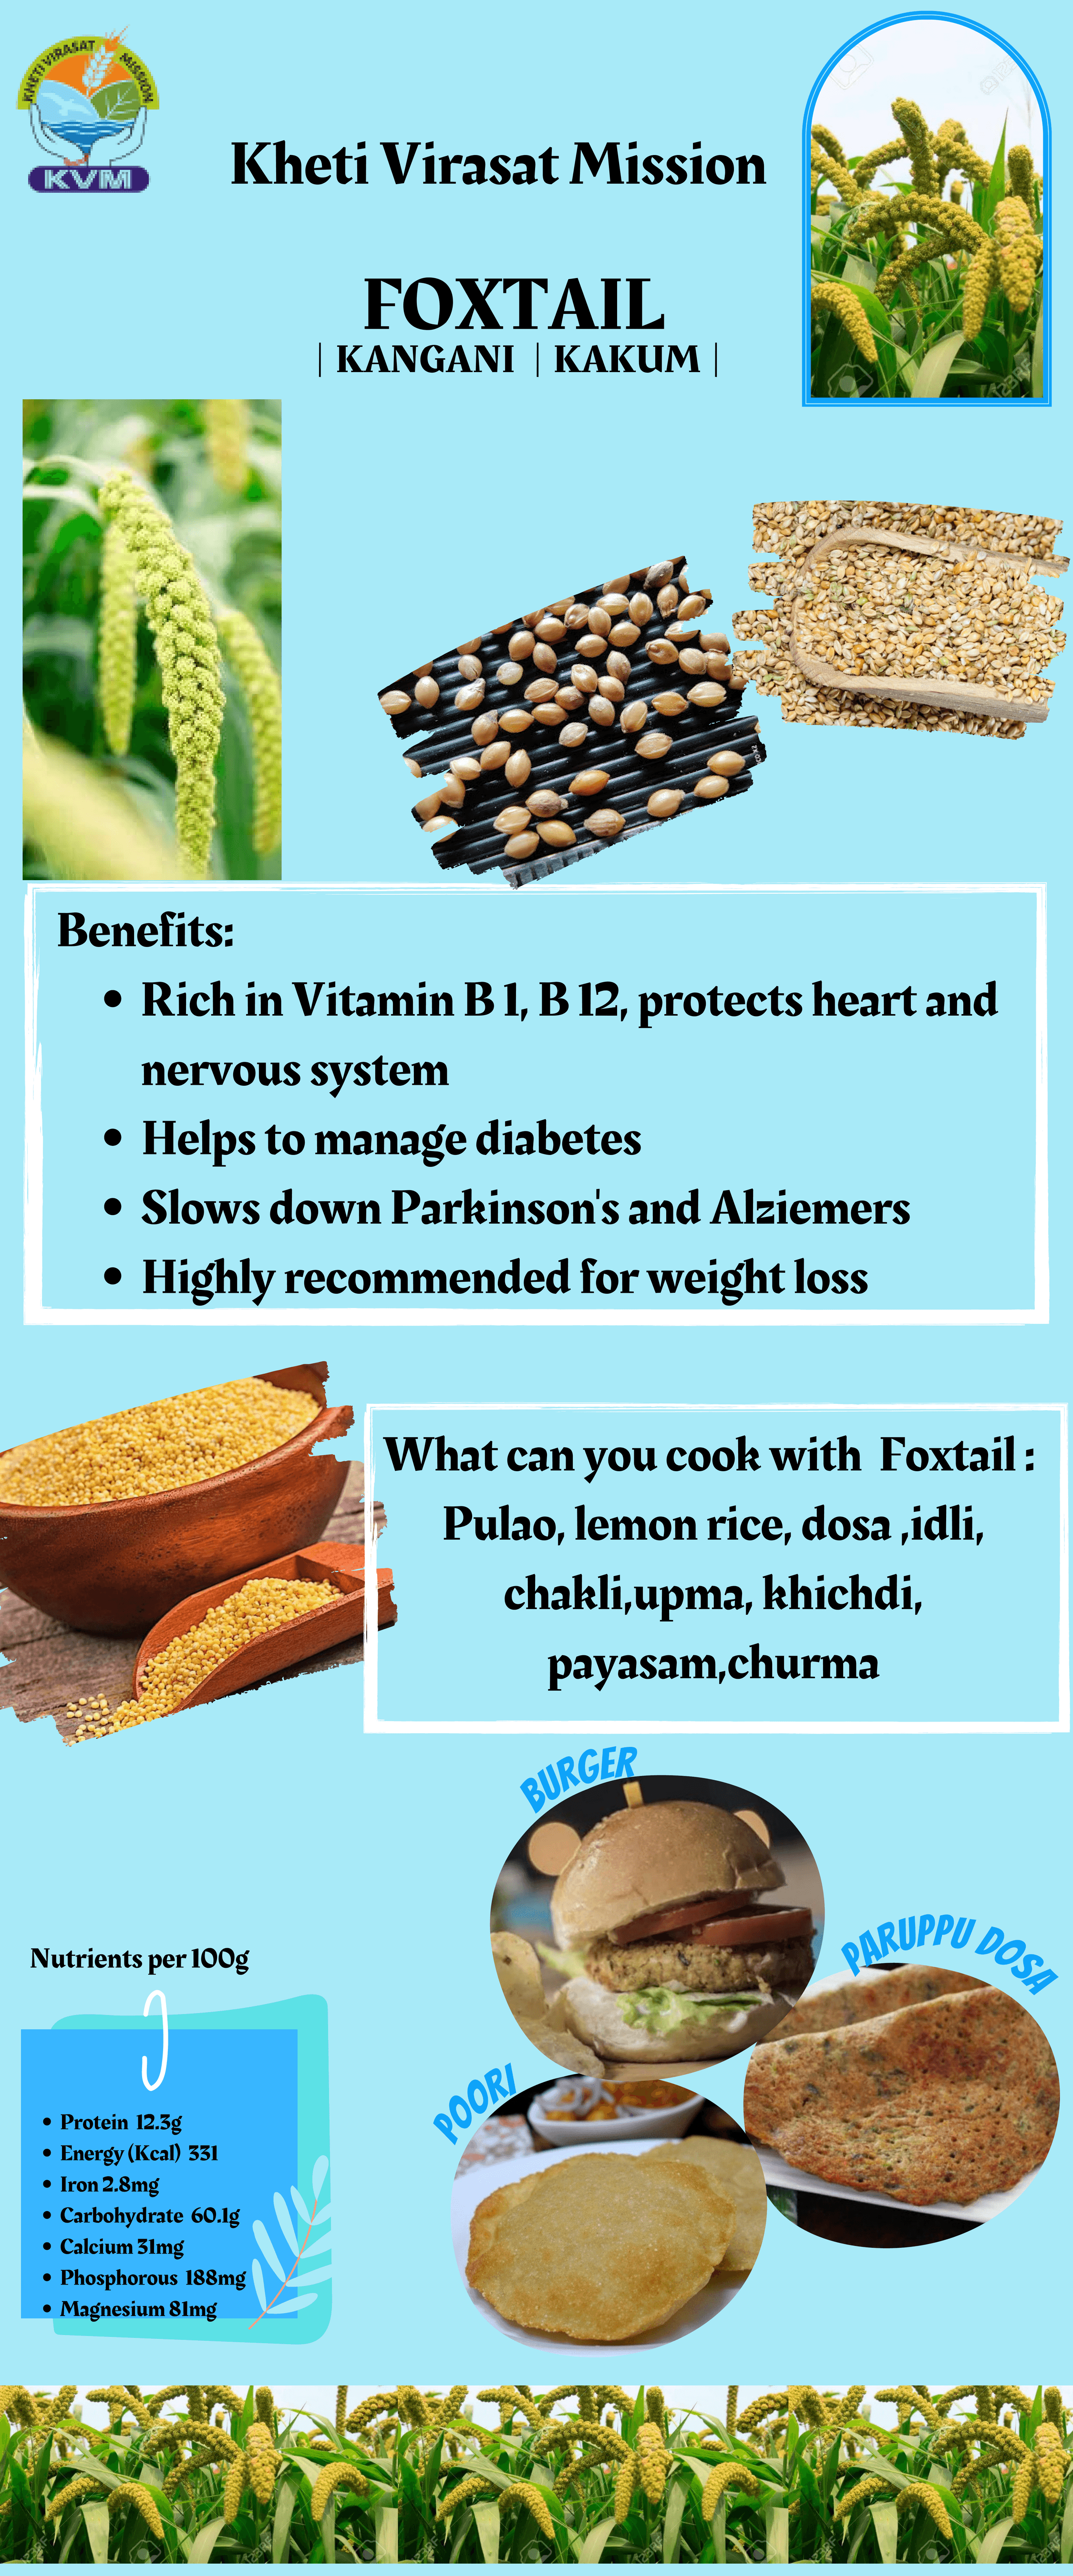 KHETI VIRASAT MISSION
KVM
Kheti Virasat Mission
FOXTAIL
| KANGANI | KAKUM |
Benefits:
• Rich in Vitamin B 1, B 12, protects heart and
nervous system
• Helps to manage diabetes
• Slows down Parkinson's and Alziemers
• Highly recommended for weight loss
What can you cook with Foxtail :
Pulao, lemon rice, dosa ,idli,
chakli,upma, khichdi,
payasam,churma
BURGER
PARUPPU DOSA
POORI
Nutrients per 100g
• Protein 12.3g
• Energy (Kcal) 331
• Iron 2.8mg
• Carbohydrate 60.1g
• Calcium 31mg
• Phosphorous 188mg
• Magnesium 81mg